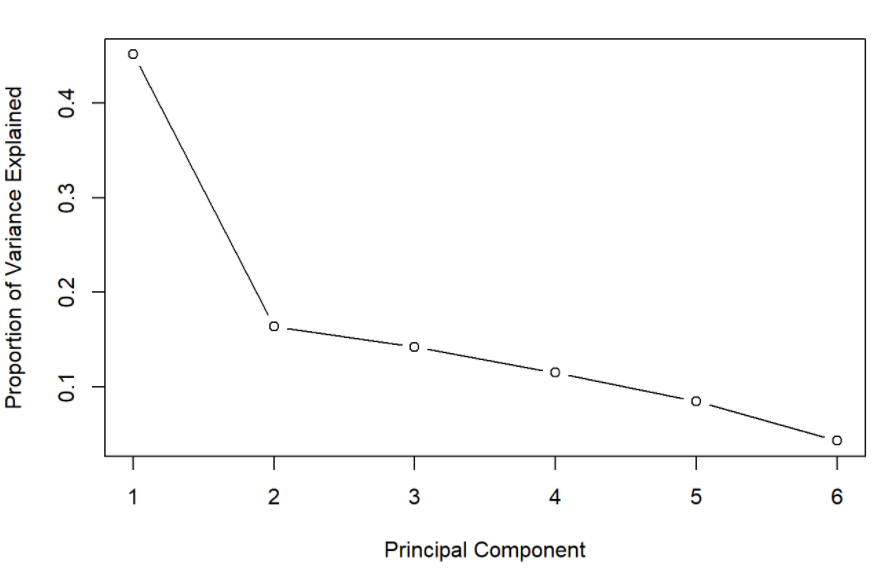 Proportion of Variance Explained
0.4
0.3
0.2
0.1
1 2 3 4 5 6
Principal Component